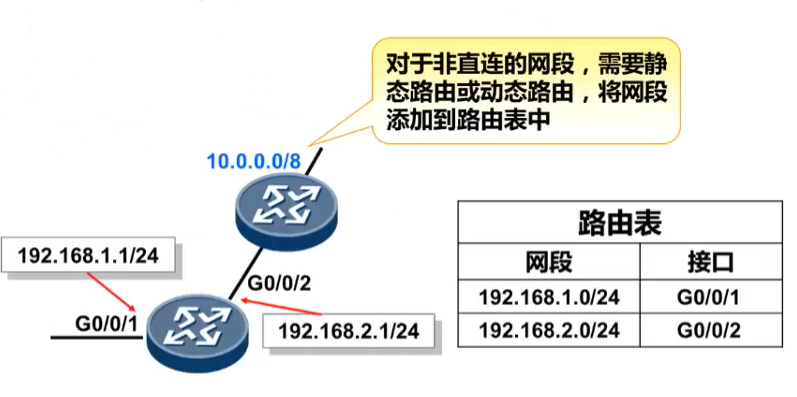 对于非直连的网段，需要静
态路由或动态路由，将网段
添加到路由表中
10.0.0.0/8
192.168.1.1/24
G0/0/2
G0/0/1
192.168.2.1/24
路由表
网段 接口
192.168.1.0/24 G0/0/1
192.168.2.0/24 G0/0/2